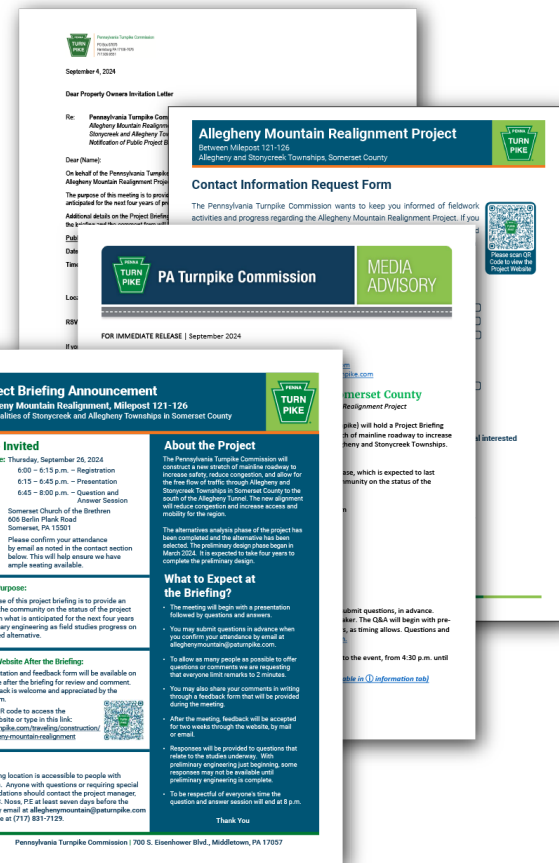 TURN
PIKE
Pennsylvania Turnpike Commission
September 4, 2024
Dear Property Owners Invitation Letter
Re: Pennsylvania Turnpike Com
Allegheny Mountain Realignm
Stonycreek and Allegheny Tow
Notification of Public Project B
Dear (Name):
On behalf of the Pennsylvania Turnpike
Allegheny Mountain Realignment Proje
The purpose of this meeting is to provid
anticipated for the next four years of pr
Additional details on the Project Briefing
Publ
Date
Time
Loca
RSV
If you
Allegheny Mountain Realignment Project
Between Milepost 121-126
Allegheny and Stonycreek Townships, Somerset County
PENNA
TURN
PIKE
Contact Information Request Form
The Pennsylvania Turnpike Commission wants to keep you informed of fieldwork
activities and progress regarding the Allegheny Mountain Realignment Project. If you
Please scan QR
Code to view the
Project Website
al interested
PENNA
TURN
PIKE
PA Turnpike Commission
MEDIA
ADVISORY
FOR IMMEDIATE RELEASE | September 2024
om
pike.com
merset County
Realignment Project
pike) will hold a Project Briefing
ch of mainline roadway to increase
gheny and Stonycreek Townships.
ase, which is expected to last
mmunity on the status of the
n
ubmit questions, in advance.
aker. The Q&A will begin with pre-
s, as timing allows. Questions and
to the event, from 4:30 p.m. until
able in ⓘ information tab]
ect Briefing Announcement
eny Mountain Realignment, Milepost 121-126
alities of Stonycreek and Allegheny Townships in Somerset County
PENNA
TURN
PIKE
Invited
e: Thursday, September 26, 2024
6:00 – 6:15 p.m. – Registration
6:15 – 6:45 p.m. – Presentation
6:45 – 8:00 p.m. – Question and
Answer Session
Somerset Church of the Brethren
606 Berlin Plank Road
Somerset, PA 15501
Please confirm your attendance
by email as noted in the contact section
below. This will help ensure we have
ample seating available.
urpose:
se of this project briefing is to provide an
the community on the status of the project
n what is anticipated for the next four years
ary engineering as field studies progress on
ed alternative.
Website After the Briefing:
tation and feedback form will be available on
e after the briefing for review and comment.
ack is welcome and appreciated by the
m.
R code to access the
bsite or type in this link:
npike.com/traveling/construction/
eny-mountain-realignment
ng location is accessible to people with
. Anyone with questions or requiring special
dations should contact the project manager,
. Noss, P.E at least seven days before the
e email at alleghenymountain@paturnpike.com
e at (717) 831-7129.
About the Project
The Pennsylvania Turnpike Commission will
construct a new stretch of mainline roadway to
increase safety, reduce congestion, and allow for
the free flow of traffic through Allegheny and
Stonycreek Townships in Somerset County to the
south of the Allegheny Tunnel. The new alignment
will reduce congestion and increase access and
mobility for the region.
The alternatives analysis phase of the project has
been completed and the alternative has been
selected. The preliminary design phase began in
March 2024. It is expected to take four years to
complete the preliminary design.
What to Expect at
the Briefing?
• The meeting will begin with a presentation
followed by questions and answers.
• You may submit questions in advance when
you confirm your attendance by email at
alleghenymountain@paturnpike.com.
• To allow as many people as possible to offer
questions or comments we are requesting
that everyone limit remarks to 2 minutes.
• You may also share your comments in writing
through a feedback form that will be provided
during the meeting.
• After the meeting, feedback will be accepted
for two weeks through the website, by mail
or email.
• Responses will be provided to questions that
relate to the studies underway. With
preliminary engineering just beginning, some
responses may not be available until
preliminary engineering is complete.
• To be respectful of everyone's time the
question and answer session will end at 8 p.m.
Thank You
Pennsylvania Turnpike Commission | 700 S. Eisenhower Blvd., Middletown, PA 17057